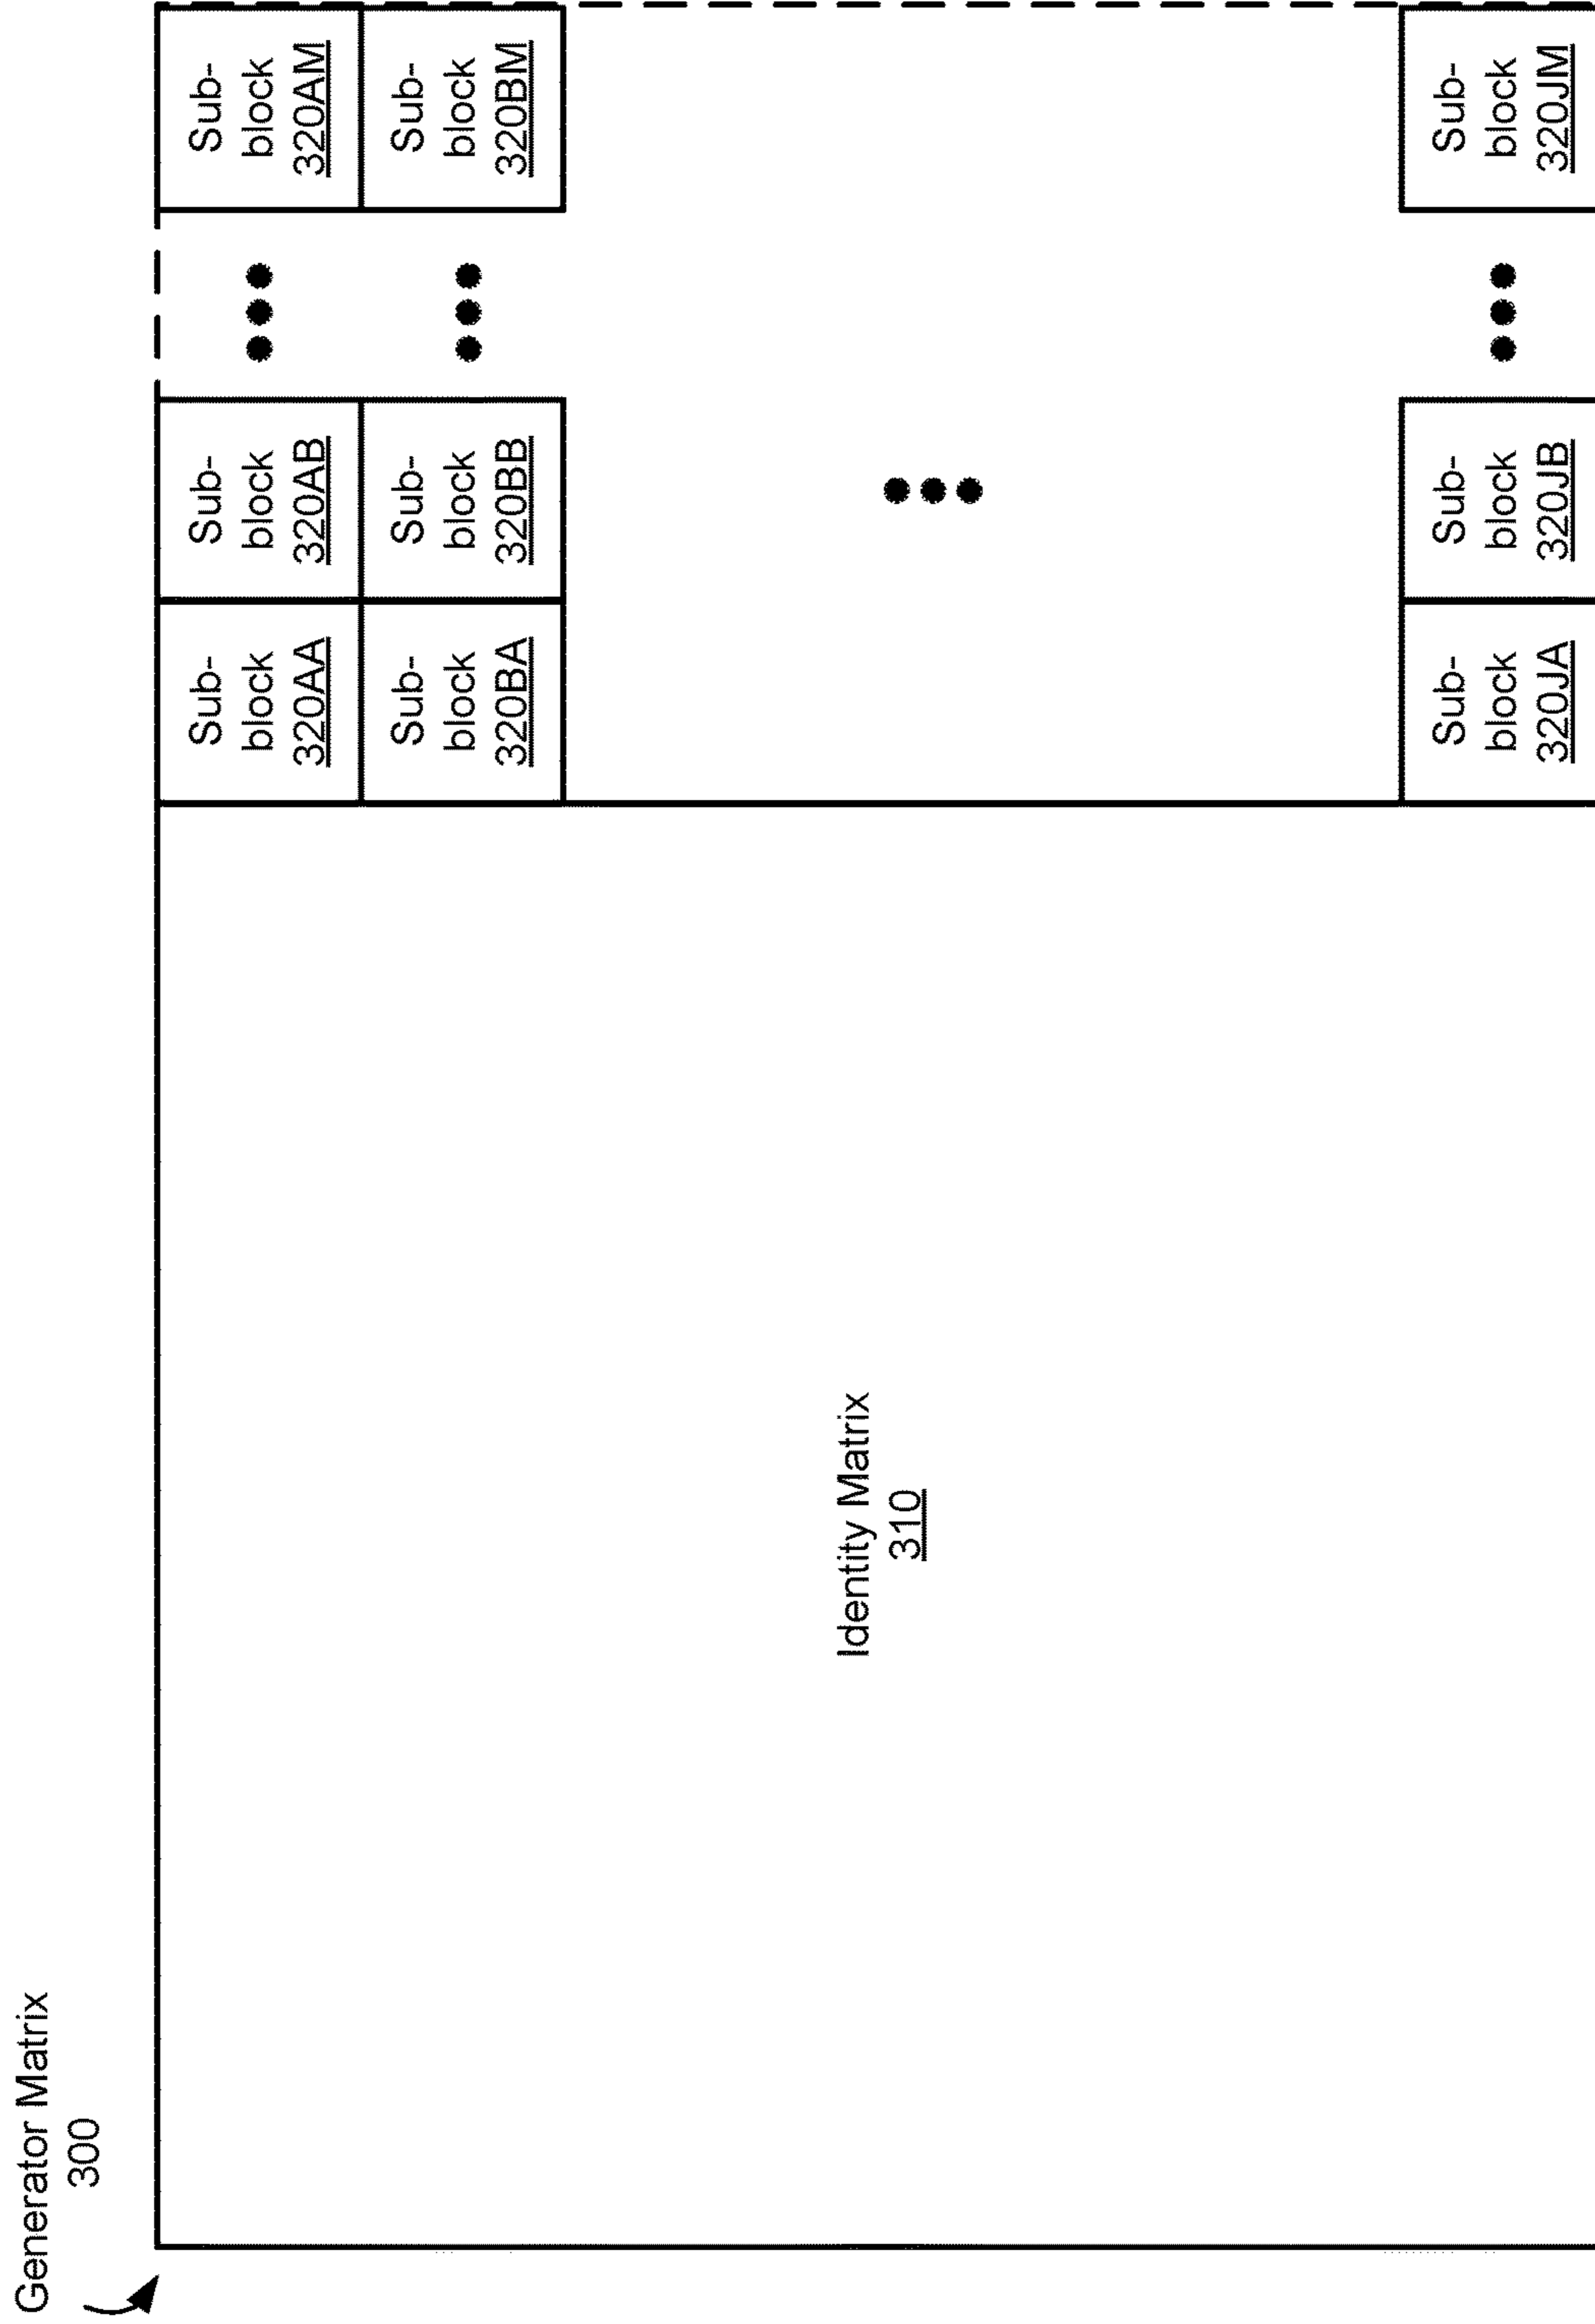 Generator Matrix
300
Identity Matrix
310
Sub-
block
320AA
Sub-
block
320AB
Sub-
block
320AM
Sub-
block
320BA
Sub-
block
320BB
Sub-
block
320BM
Sub-
block
320JA
Sub-
block
320JB
Sub-
block
320JM